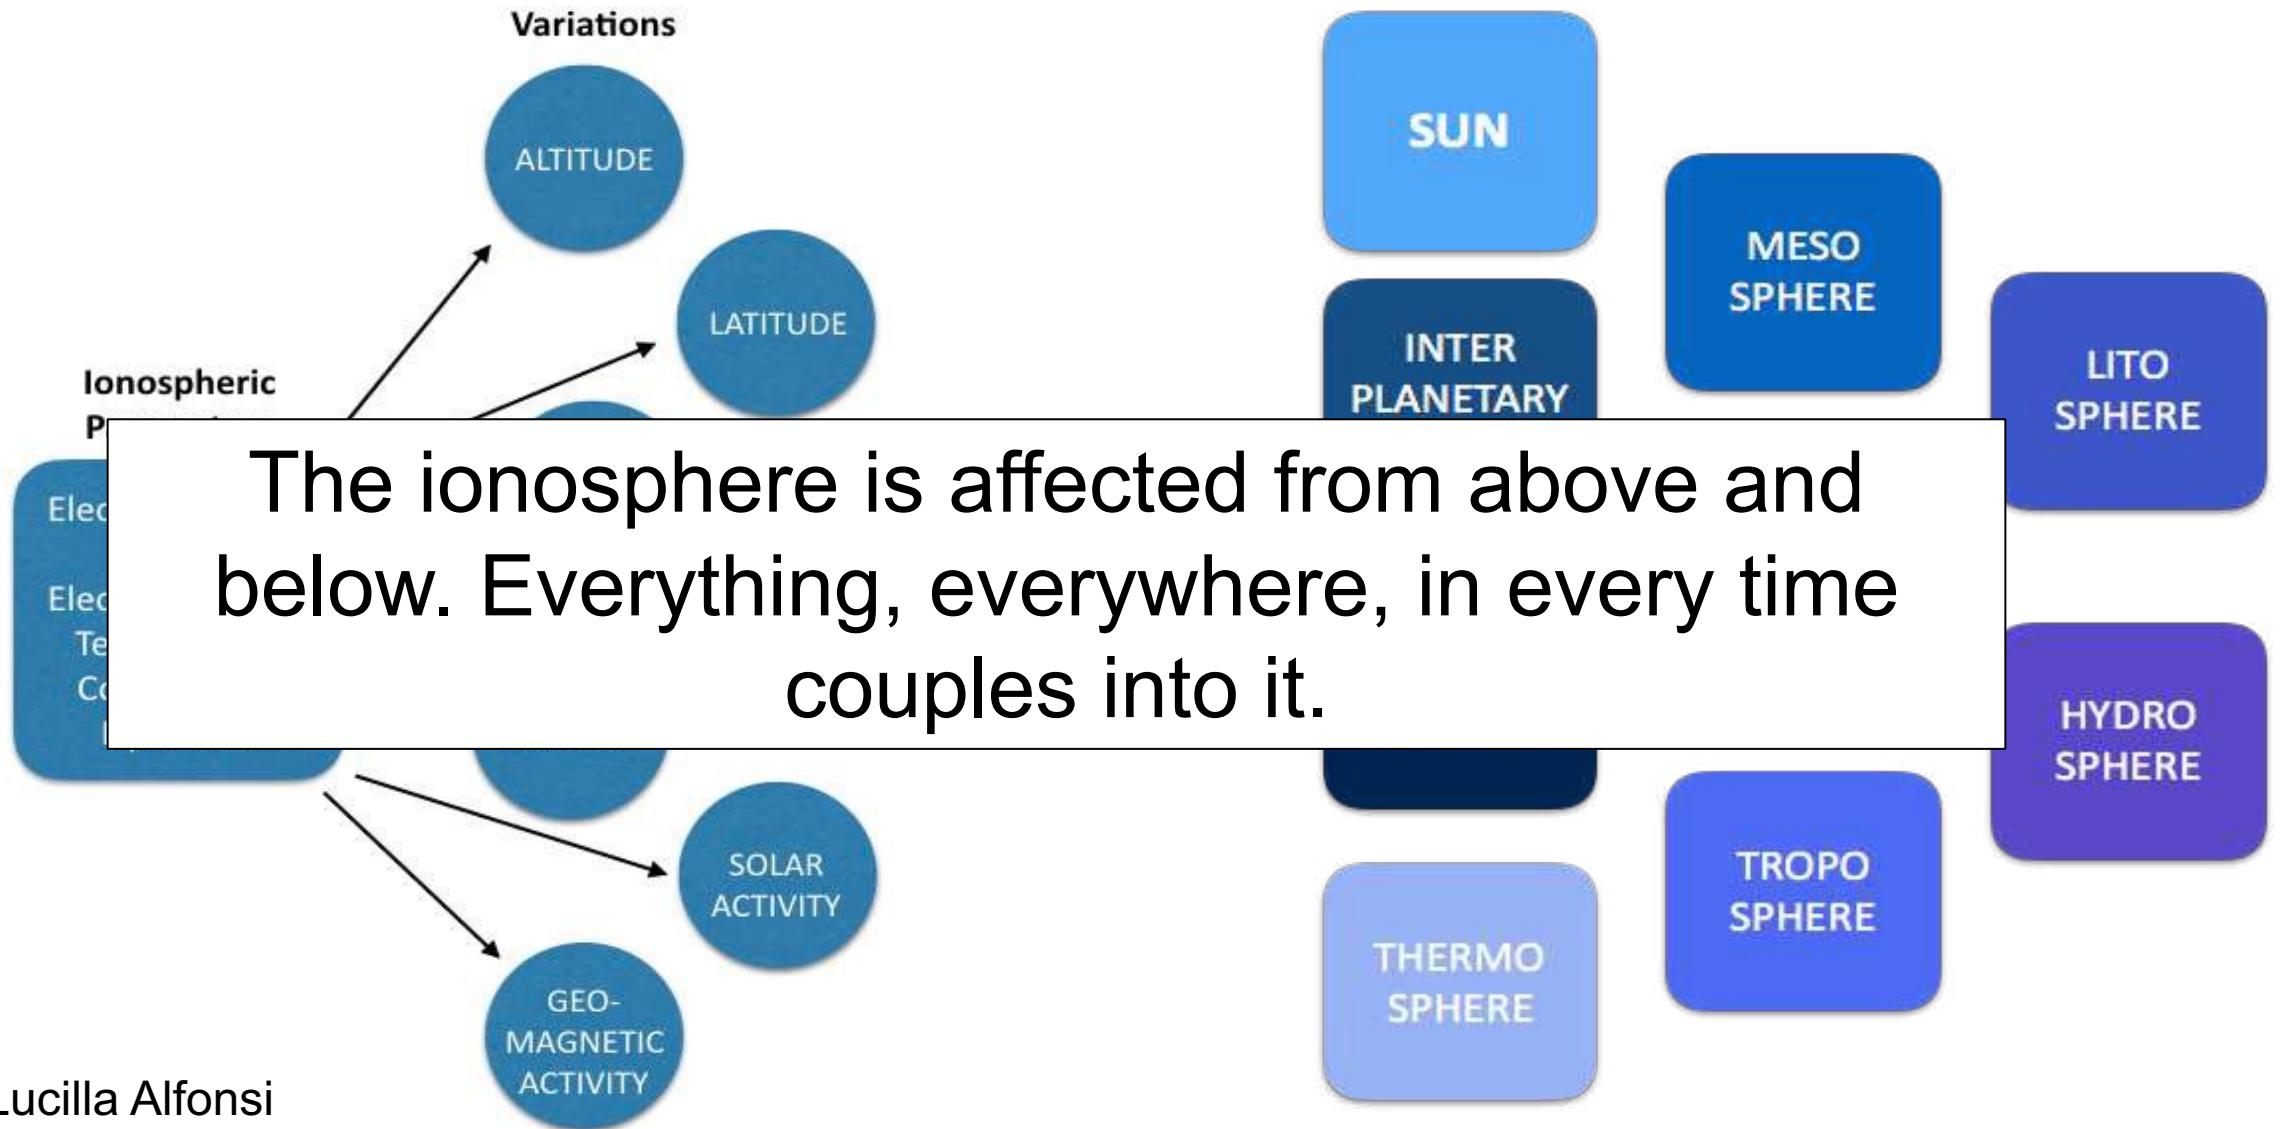 Variations
ALTITUDE
LATITUDE
Ionospheric
The ionosphere is affected from above and
below. Everything, everywhere, in every time
couples into it.
SOLAR
ACTIVITY
GEO-
MAGNETIC
ACTIVITY
Lucilla Alfonsi
SUN
MESO
SPHERE
INTER
PLANETARY
LITO
SPHERE
HYDRO
SPHERE
TROPO
SPHERE
THERMO
SPHERE